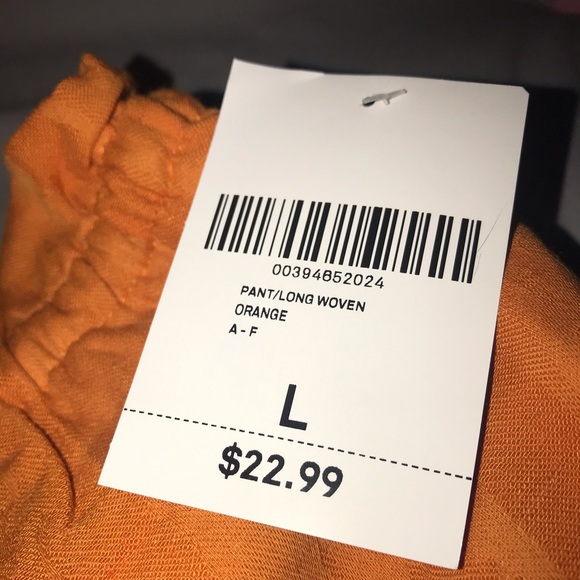 00394652024
PANT/LONG WOVEN
ORANGE
A - F
L
$22.99